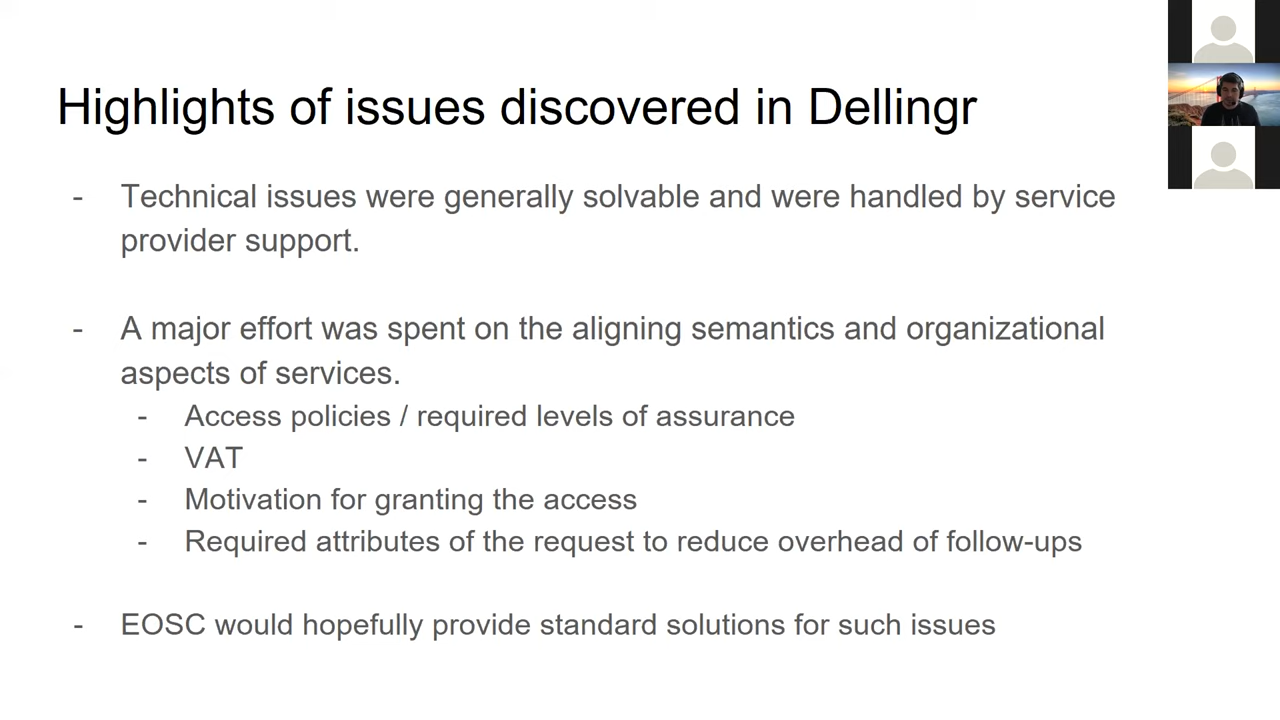 Highlights of issues discovered in Dellingr
- Technical issues were generally solvable and were handled by service
provider support.
- A major effort was spent on the aligning semantics and organizational
aspects of services.
- Access policies / required levels of assurance
- VAT
- Motivation for granting the access
- Required attributes of the request to reduce overhead of follow-ups
- EOSC would hopefully provide standard solutions for such issues